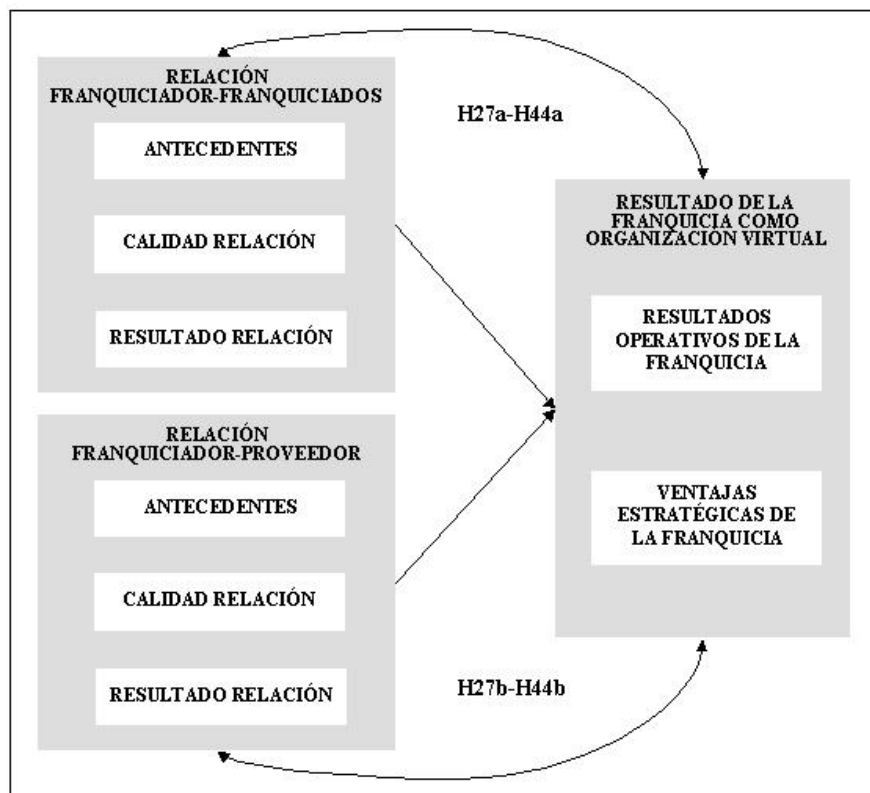 RELACIÓN
FRANQUICIADOR-FRANQUICIADOS
ANTECEDENTES
CALIDAD RELACIÓN
RESULTADO RELACIÓN
H27a-H44a
RELACIÓN
FRANQUICIADOR-PROVEEDOR
ANTECEDENTES
CALIDAD RELACIÓN
RESULTADO RELACIÓN
H27b-H44b
RESULTADO DE LA
FRANQUICIA COMO
ORGANIZACIÓN VIRTUAL
RESULTADOS
OPERATIVOS DE LA
FRANQUICIA
VENTAJAS
ESTRATÉGICAS DE
LA FRANQUICIA